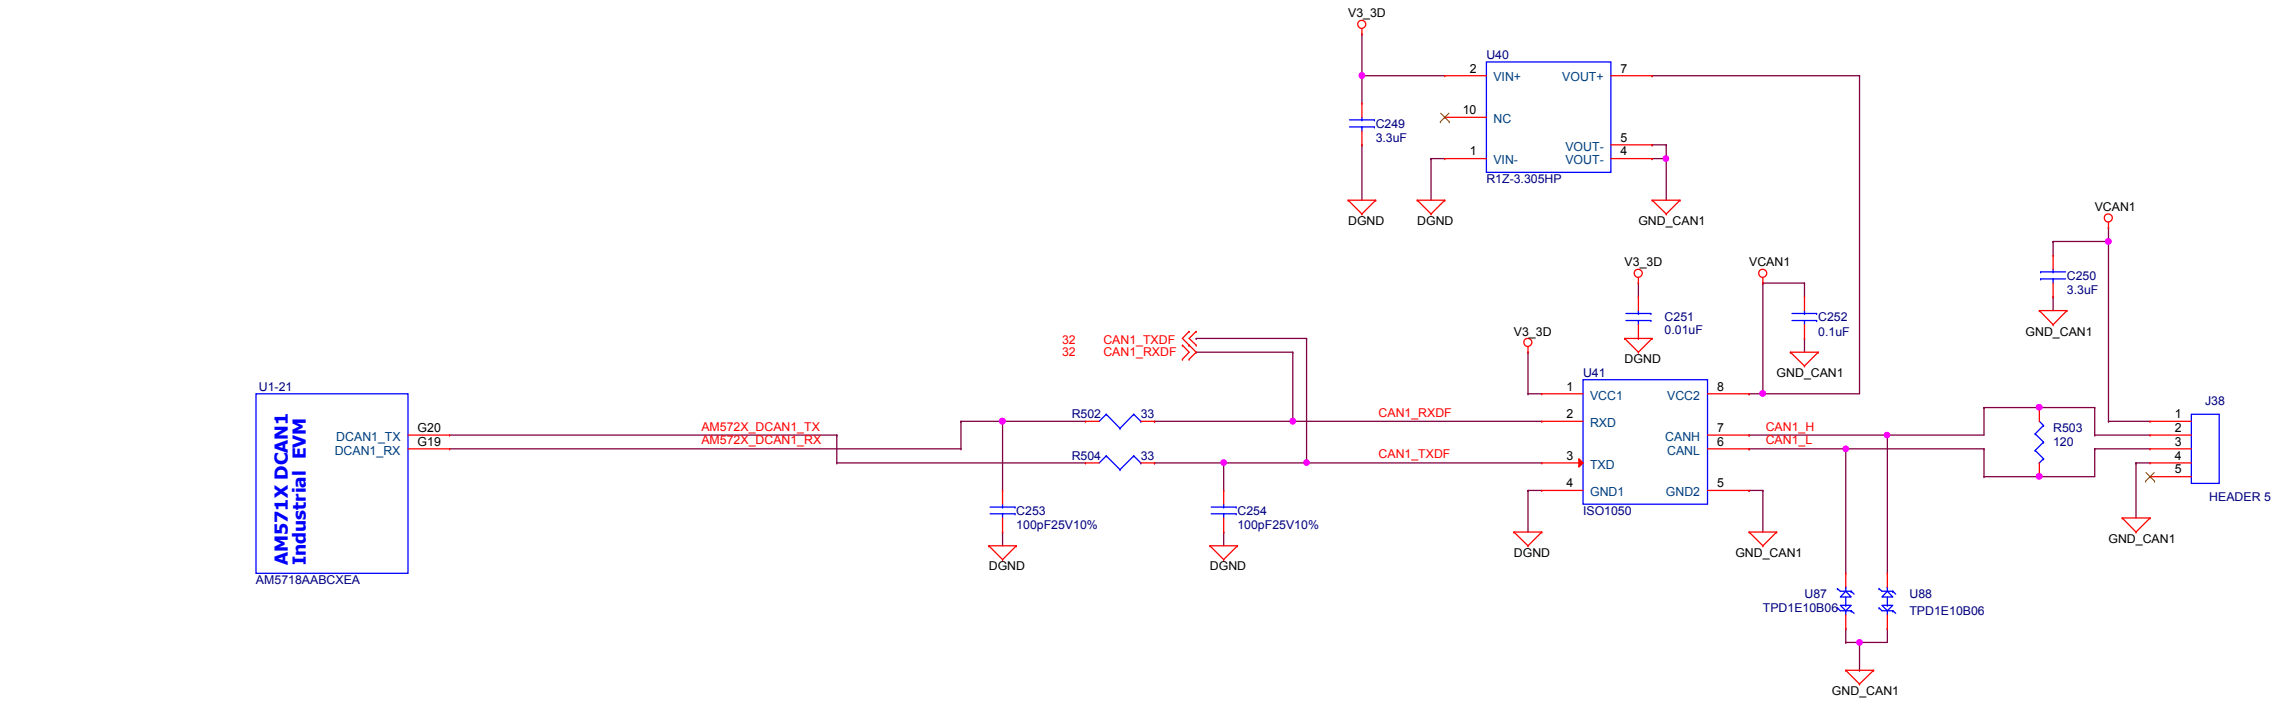 V3_3D
U40
2
VIN+
VOUT+
7
10
NC
C249
3.3uF
VOUT-
5
1
VIN-
VOUT-
4
R1Z-3.305HP
DGND
DGND
GND_CAN1
VCAN1
V3_3D
VCAN1
C250
3.3uF
C251
0.01uF
C252
0.1uF
V3_3D
GND_CAN1
32 CAN1_TXDF
32 CAN1_RXDF
DGND
GND_CAN1
U41
U1-21
1
VCC1
VCC2
8
J38
AM571X DCAN1
Industrial EVM
DCAN1_TX
G20
DCAN1_RX
G19
AM572X_DCAN1_TX
AM572X_DCAN1_RX
R502
33
CAN1_RXDF
2
RXD
CANH
7
CAN1_H
CANL
6
CAN1_L
R503
120
1
2
3
4
5
R504
33
CAN1_TXDF
3
TXD
4
GND1
GND2
5
HEADER 5
ISO1050
C253
100pF25V10%
C254
100pF25V10%
DGND
GND_CAN1
GND_CAN1
DGND
DGND
AM5718AABCXEA
U87
TPD1E10B06
U88
TPD1E10B06
GND_CAN1